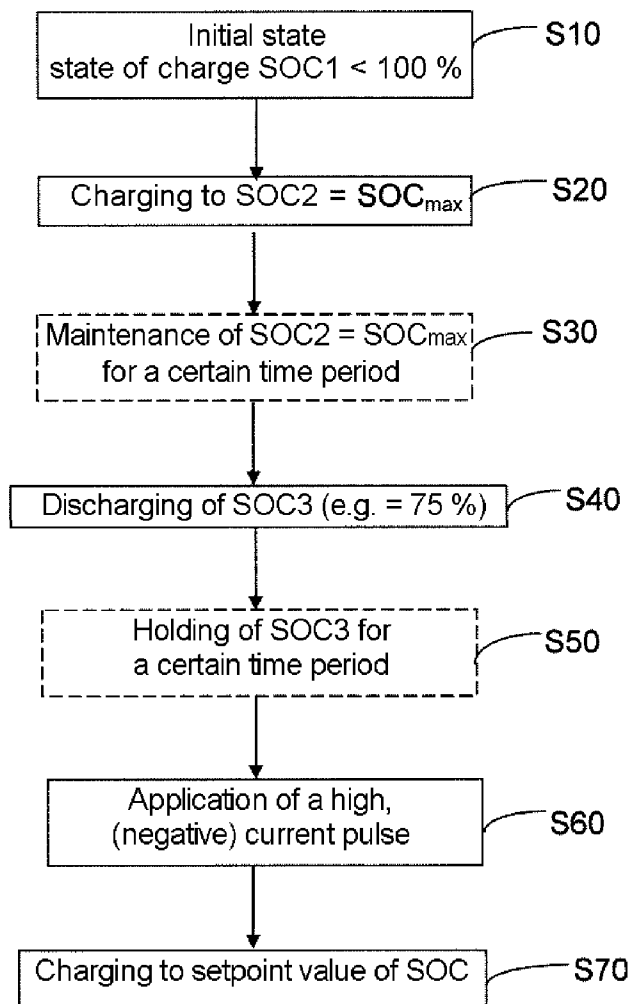 Initial state
state of charge SOC1 < 100 %
S10
Charging to SOC2 = SOCmax
S20
Maintenance of SOC2 = SOCmax
for a certain time period
S30
Discharging of SOC3 (e.g. = 75 %)
S40
Holding of SOC3 for
a certain time period
S50
Application of a high,
(negative) current pulse
S60
Charging to setpoint value of SOC
S70